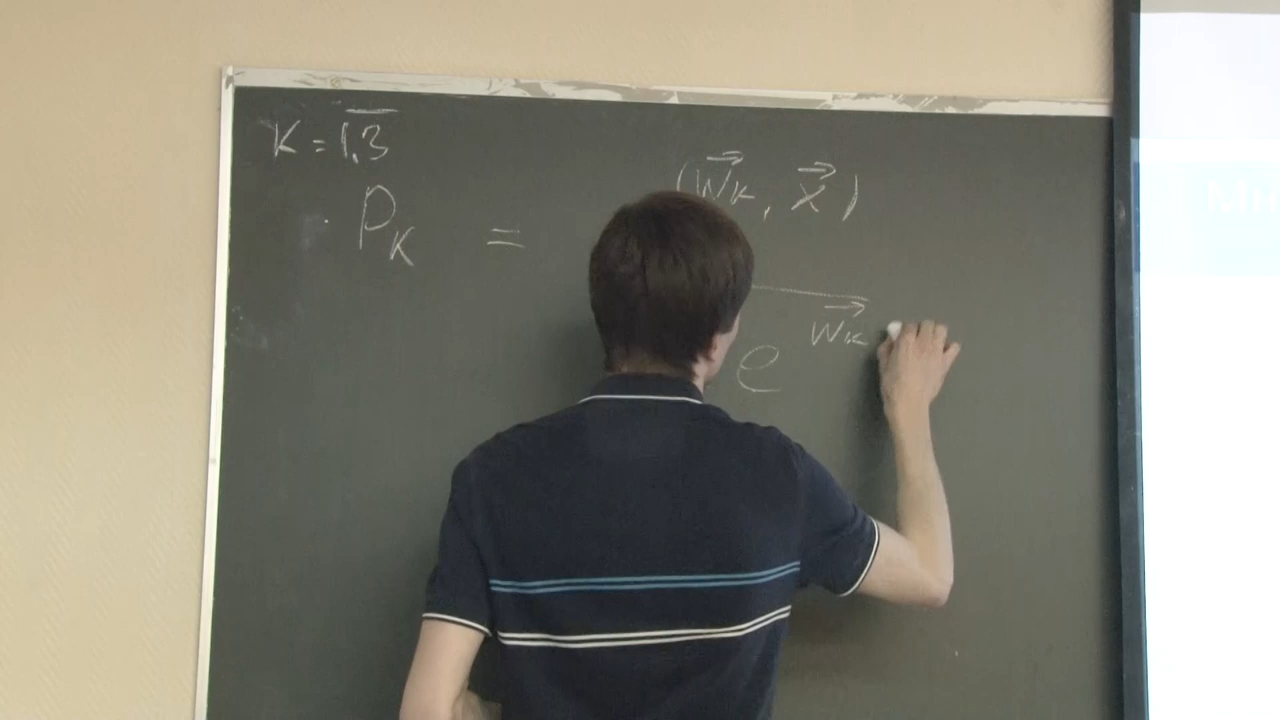 K = 1,3
(W⃗K, x⃗)
PK =
W⃗K
e